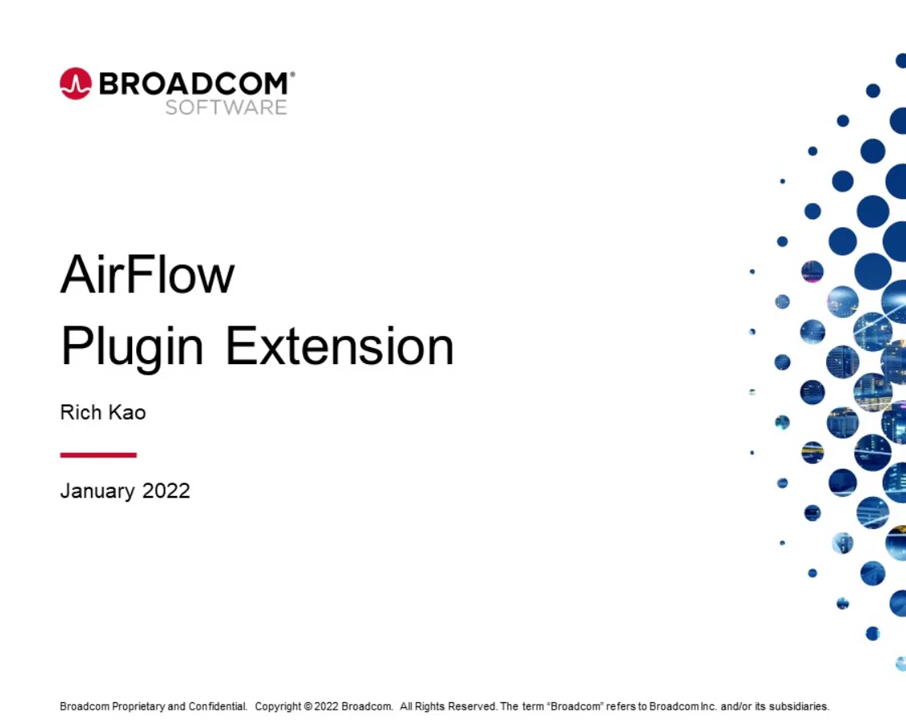 BROADCOM®
SOFTWARE
AirFlow
Plugin Extension
Rich Kao
January 2022
Broadcom Proprietary and Confidential. Copyright © 2022 Broadcom. All Rights Reserved. The term “Broadcom” refers to Broadcom Inc. and/or its subsidiaries.